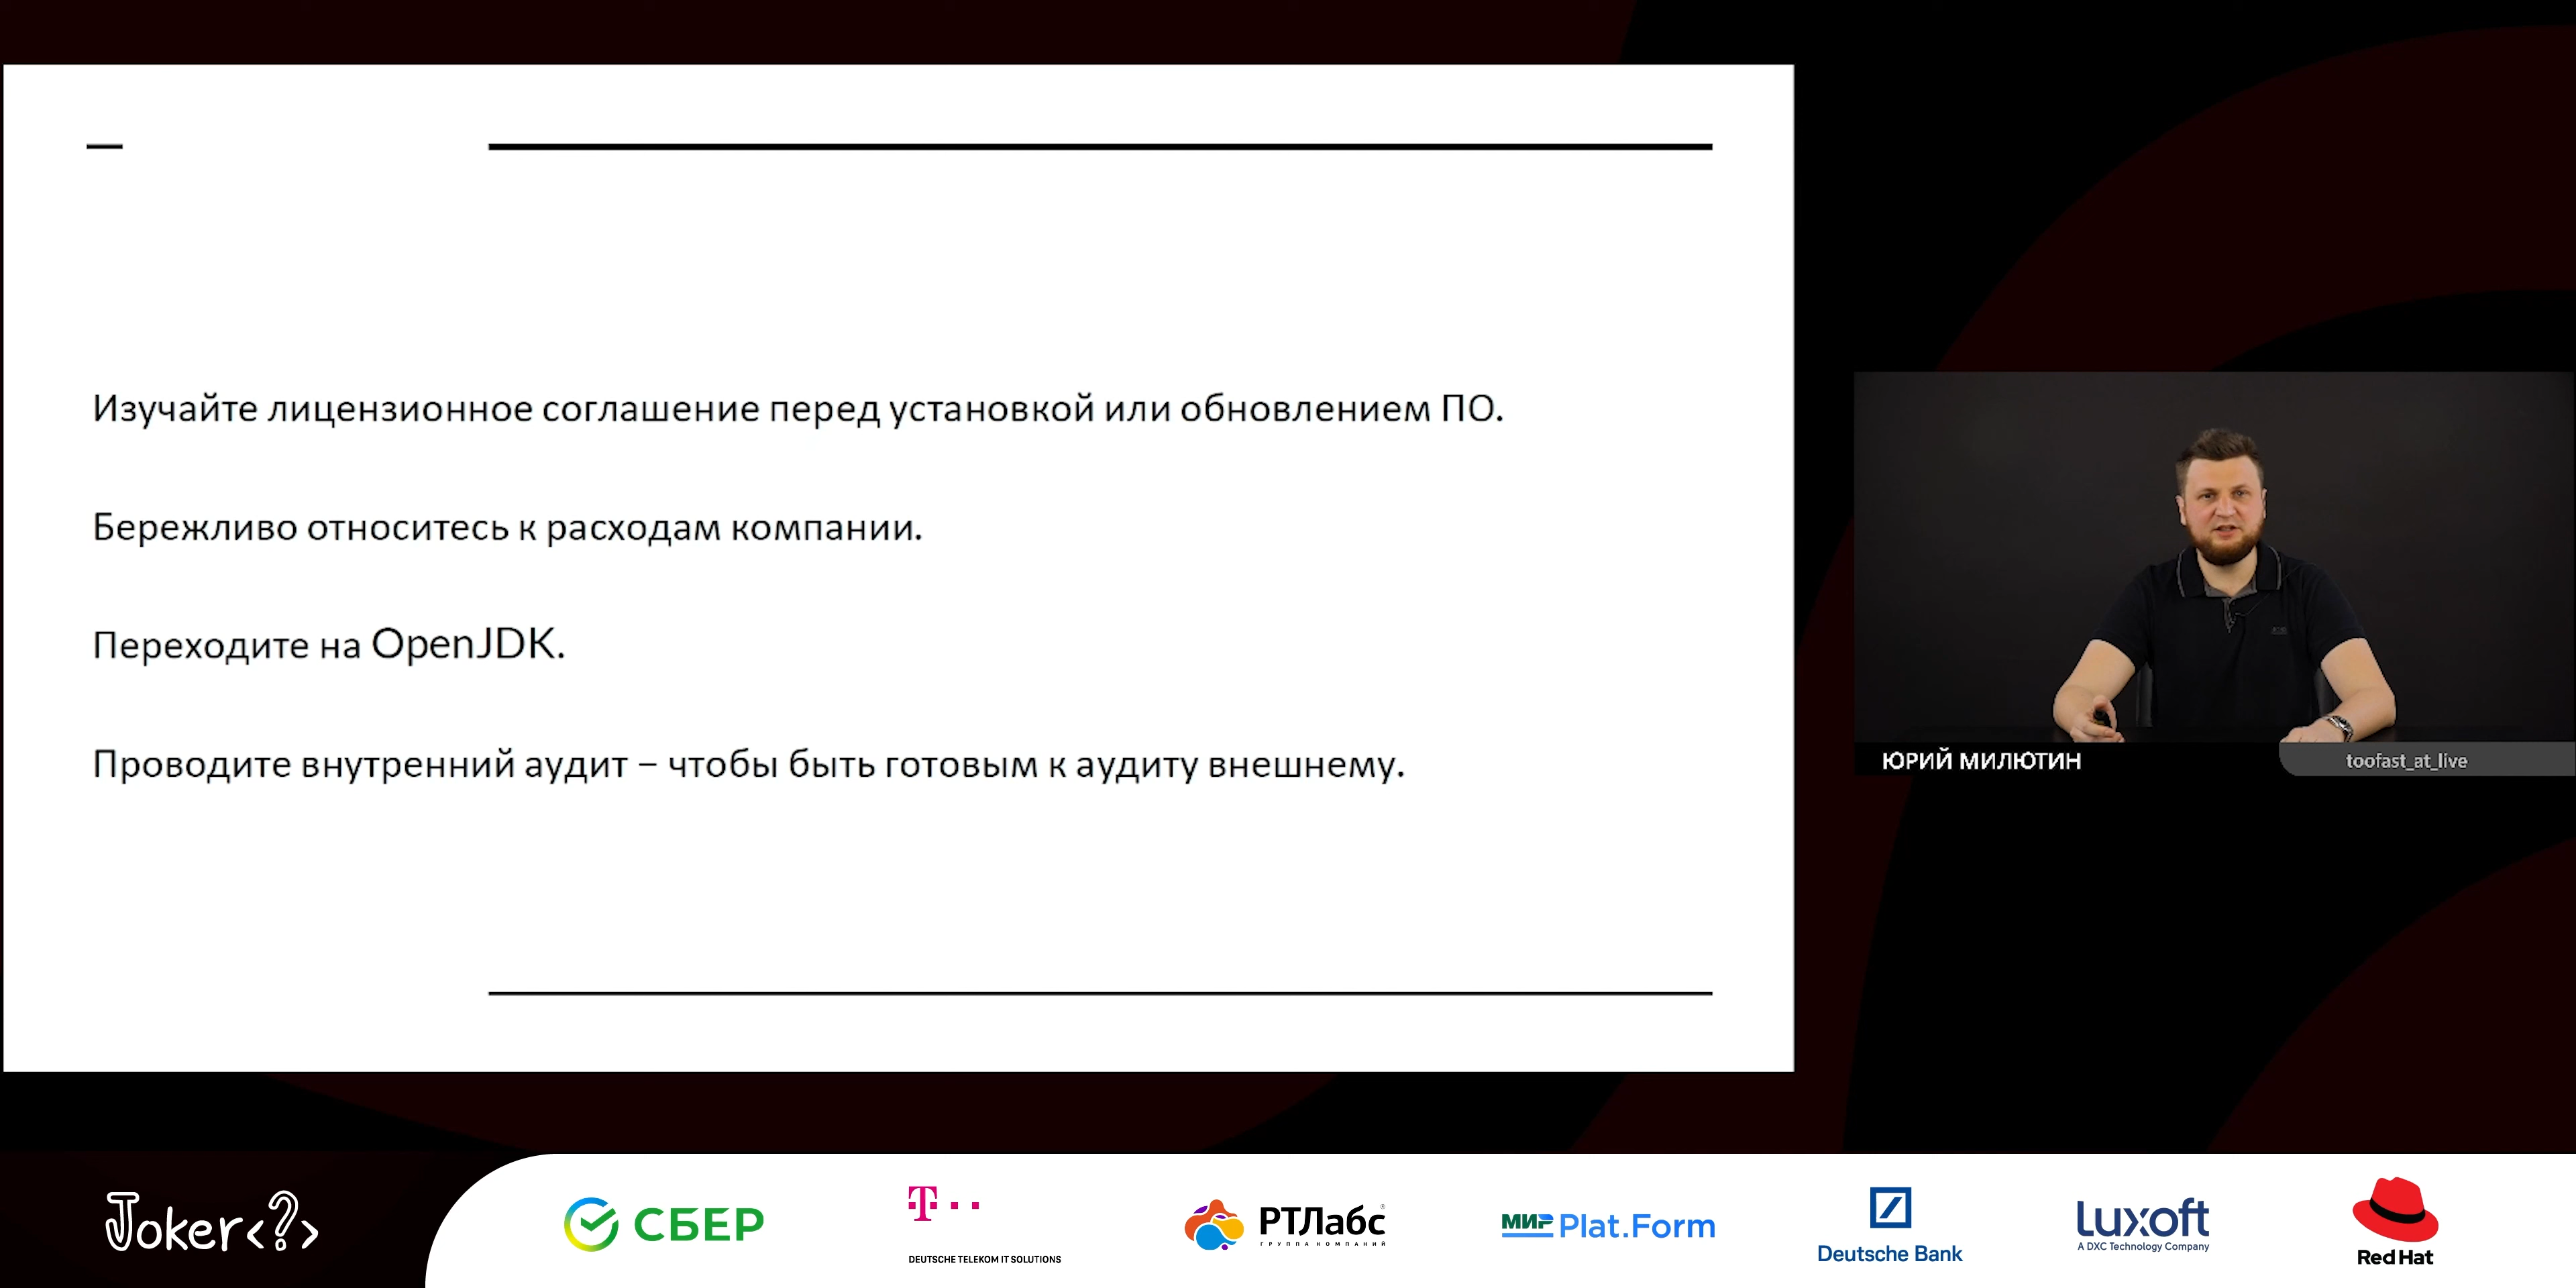 Изучайте лицензионное соглашение перед установкой или обновлением ПО.
Бережливо относитесь к расходам компании.
Переходите на OpenJDK.
Проводите внутренний аудит – чтобы быть готовым к аудиту внешнему.
ЮРИЙ МИЛЮТИН
toofast_at_live
Joker<?>
СБЕР
T
DEUTSCHE TELEKOM IT SOLUTIONS
РТЛабс
ГРУППА КОМПАНИЙ
МИР Plat.Form
Deutsche Bank
Luxoft
A DXC Technology Company
Red Hat